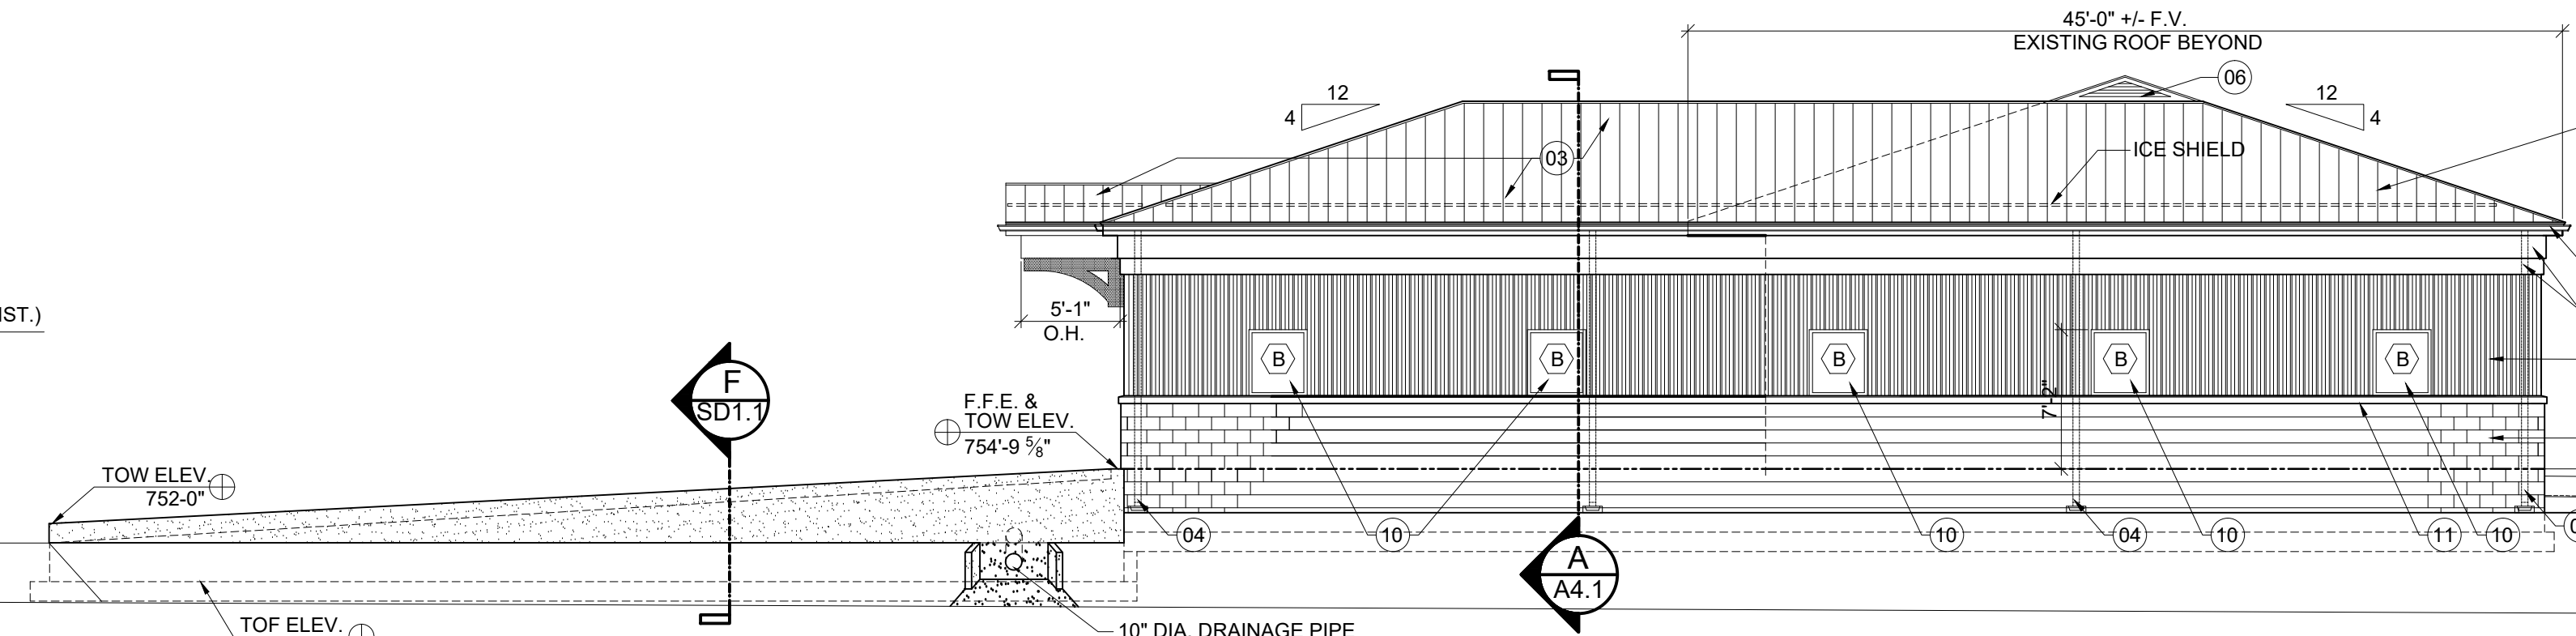 45'-0" +/- F.V.
EXISTING ROOF BEYOND
06
12
4
12
4
03
ICE SHIELD
IST.)
5'-1"
O.H.
B
B
B
B
B
7'-2"
F
SD1.1
F.F.E. &
TOW ELEV.
754'-9 5/8"
TOW ELEV.
752-0"
04
10
10
04
10
11
10
A
A4.1
TOF ELEV.
10" DIA. DRAINAGE PIPE